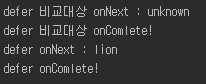 defer 비교대상 onNext : unknown
defer 비교대상 onComlete!
defer onNext : lion
defer onComlete!